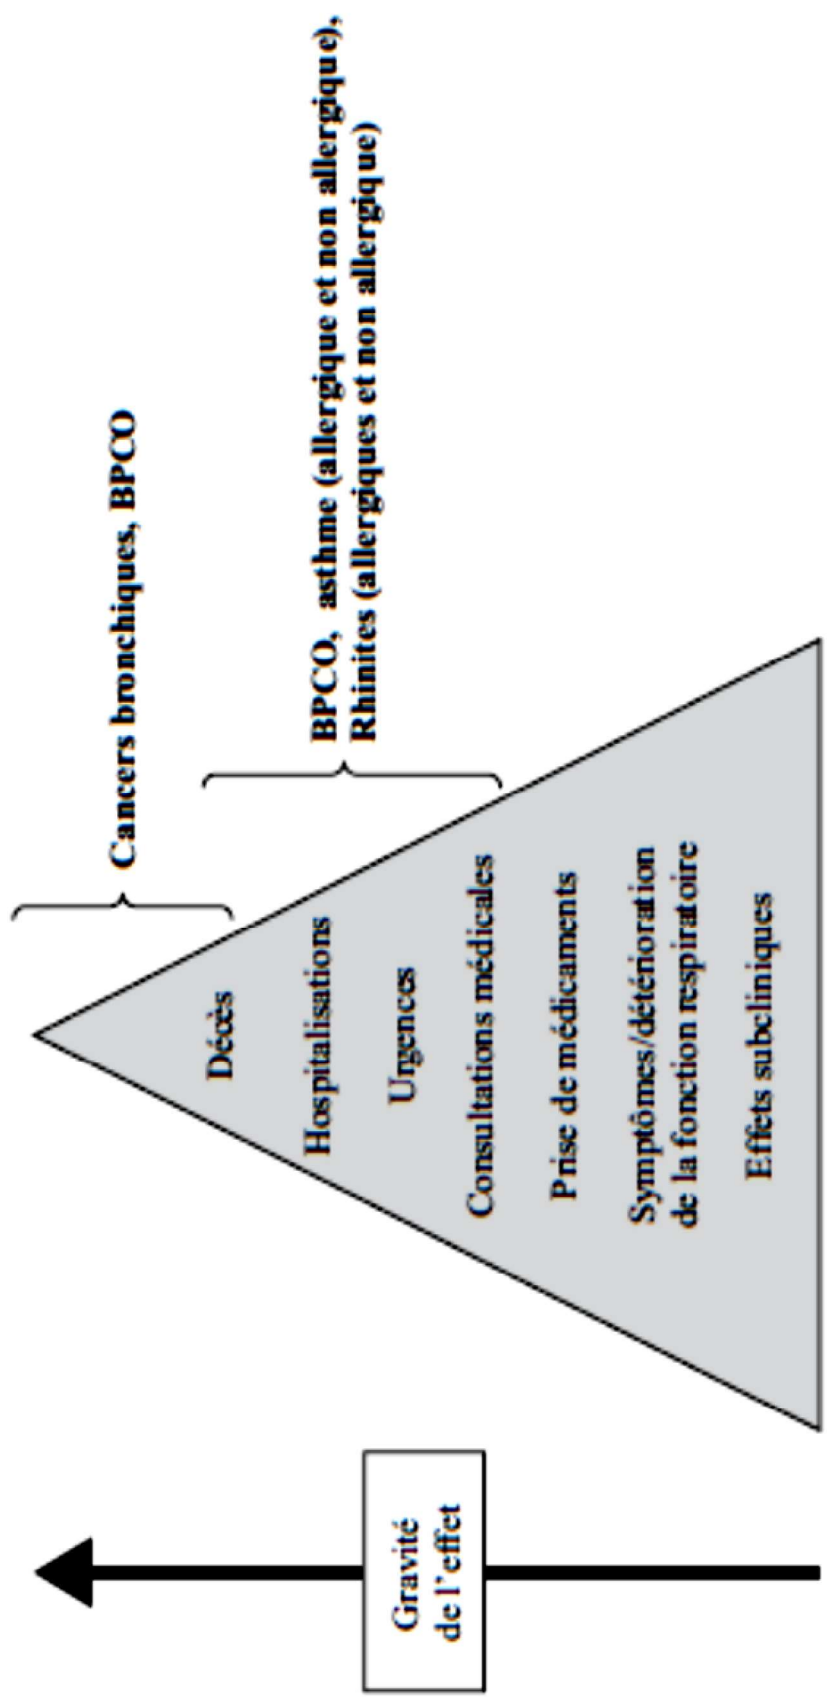 Cancers bronchiques, BPCO
BPCO, asthme (allergique et non allergique),
Rhinites (allergiques et non allergique)
Décès
Hospitalisations
Urgences
Consultations médicales
Prise de médicaments
Symptômes/détérioration
de la fonction respiratoire
Effets subcliniques
Gravité
de l'effet